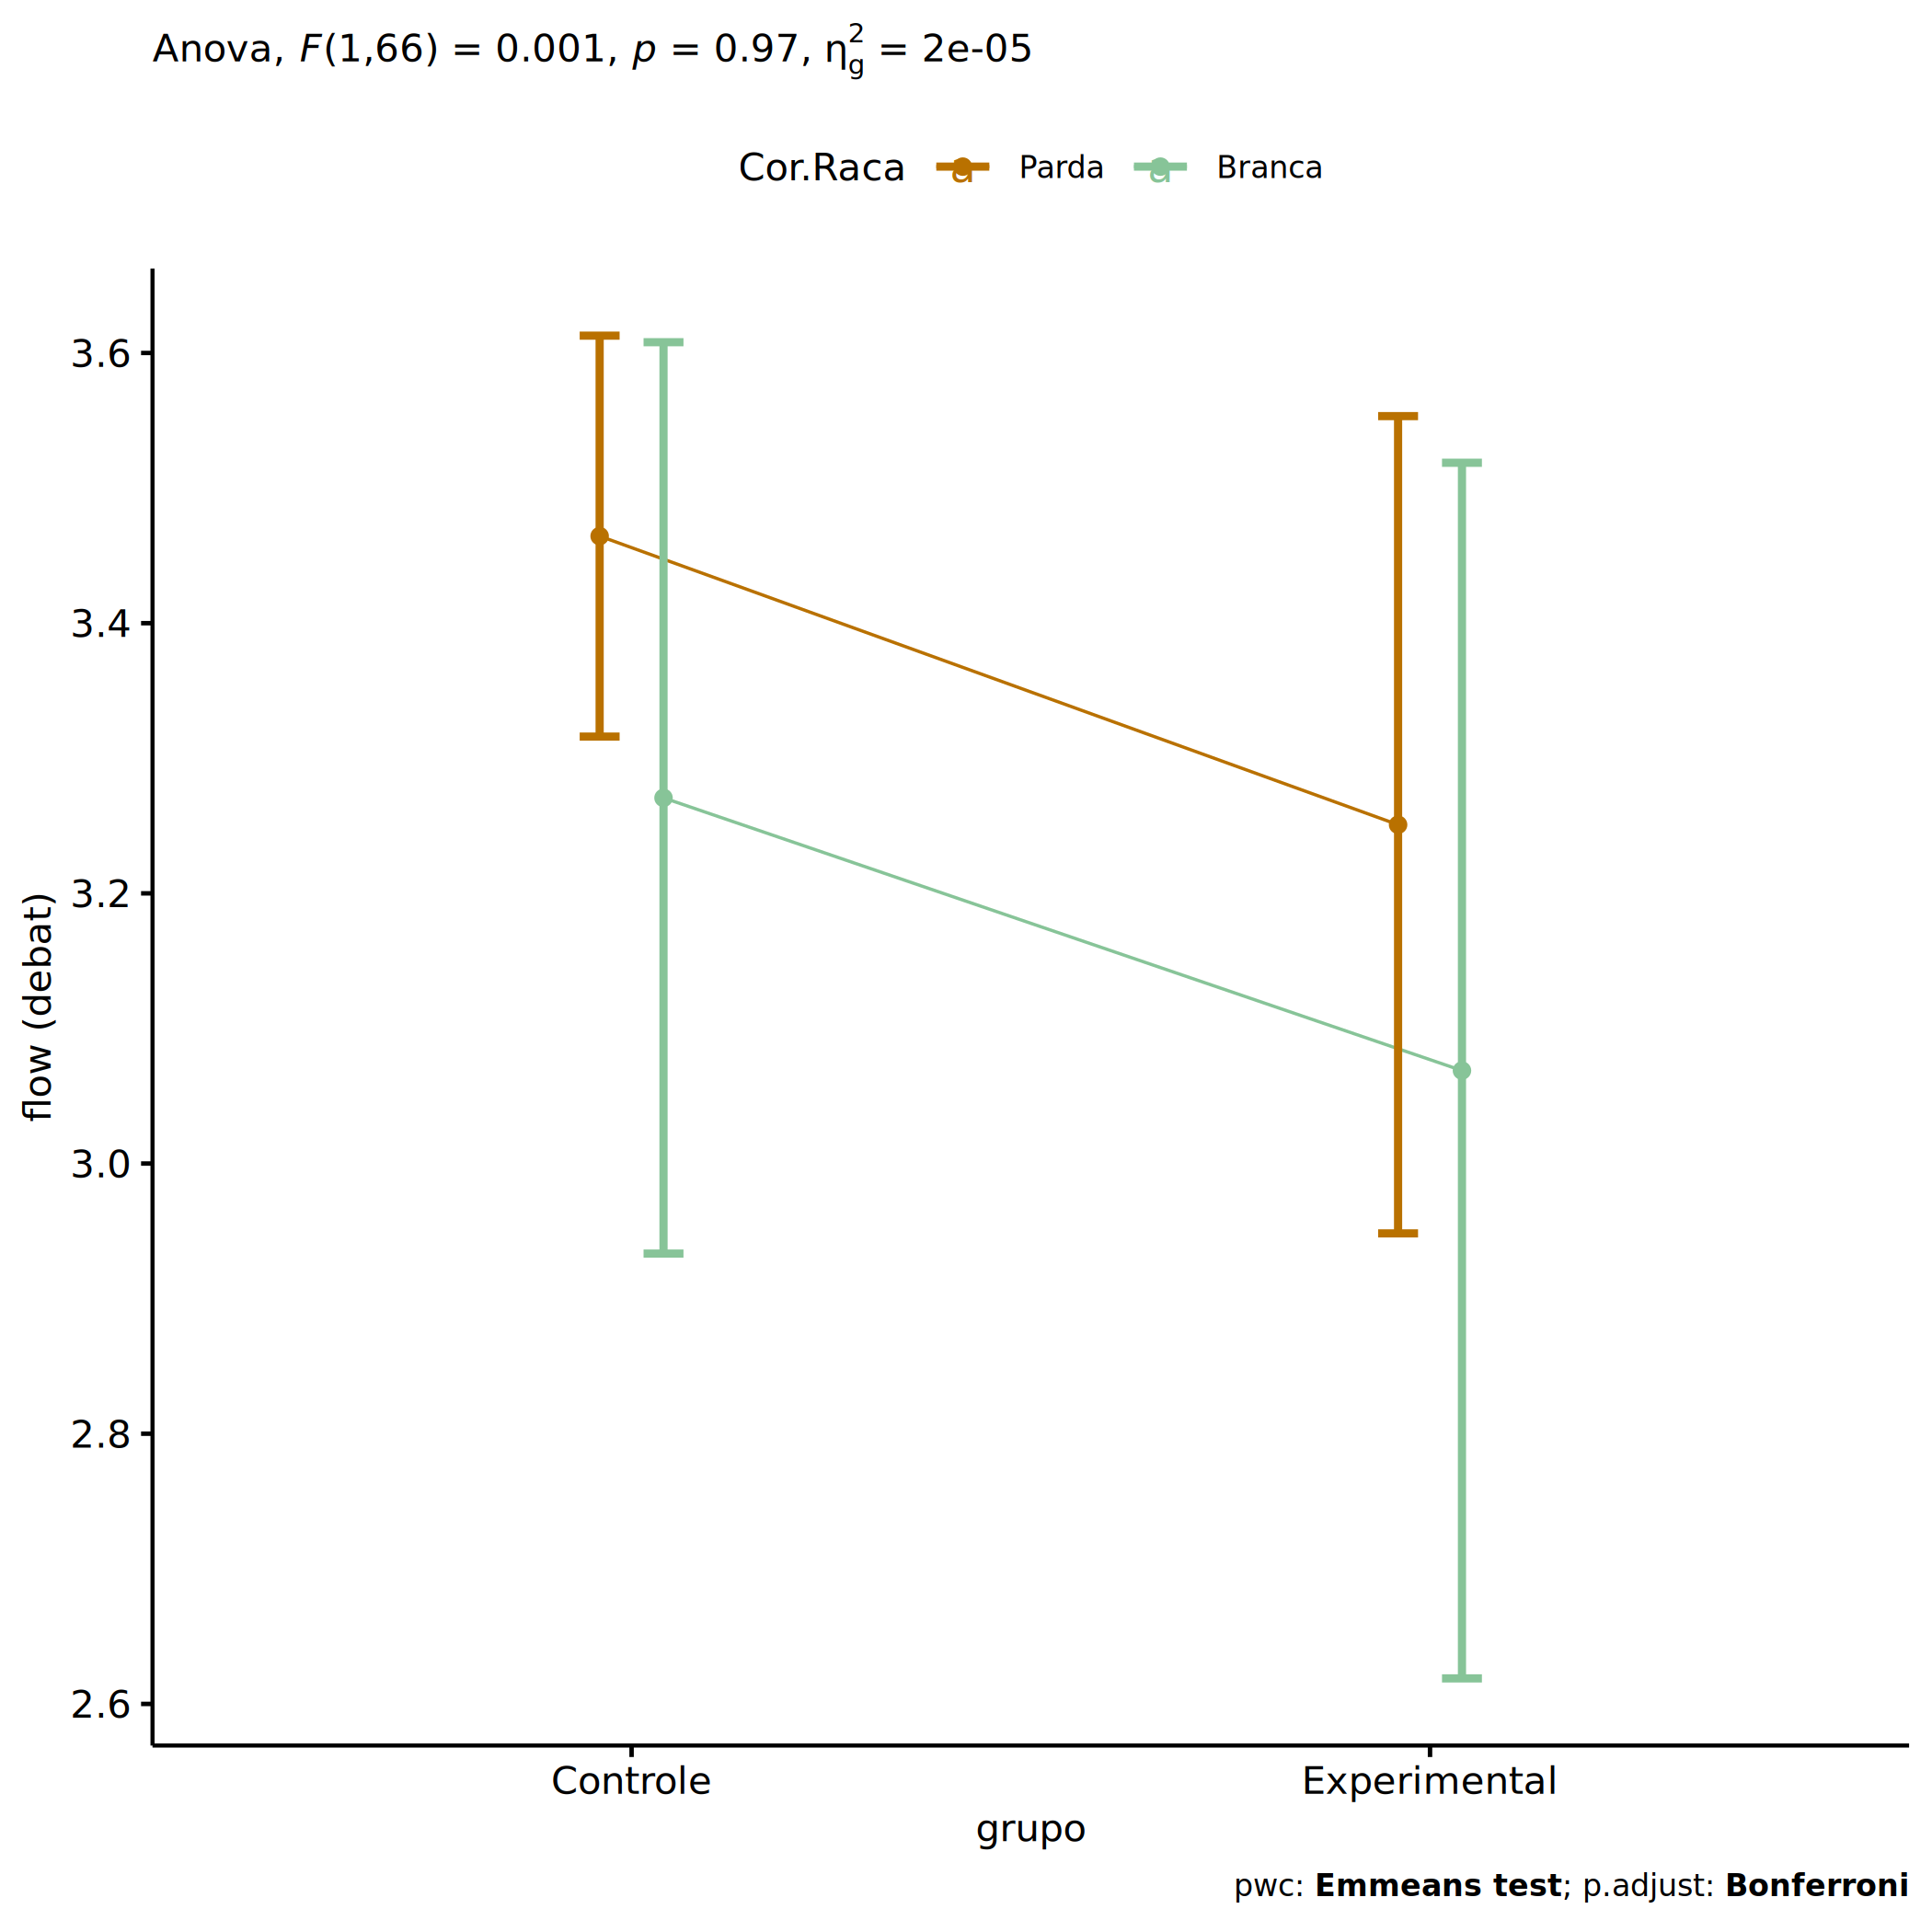 Anova, F(1,66) = 0.001, p = 0.97, η²g = 2e-05
Cor.Raca a Parda a Branca
3.6
3.4
3.2
3.0
2.8
2.6
flow (debat)
Controle Experimental
grupo
pwc: Emmeans test; p.adjust: Bonferroni